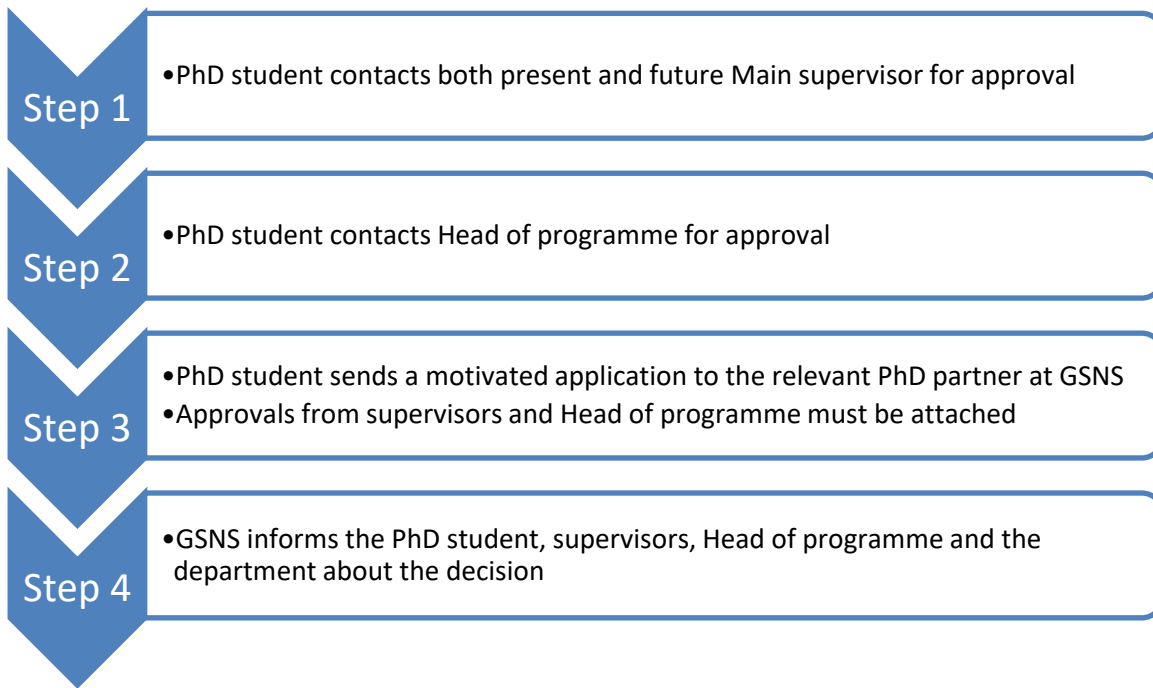 Step 1
•PhD student contacts both present and future Main supervisor for approval
Step 2
•PhD student contacts Head of programme for approval
Step 3
•PhD student sends a motivated application to the relevant PhD partner at GSNS
•Approvals from supervisors and Head of programme must be attached
Step 4
•GSNS informs the PhD student, supervisors, Head of programme and the
department about the decision